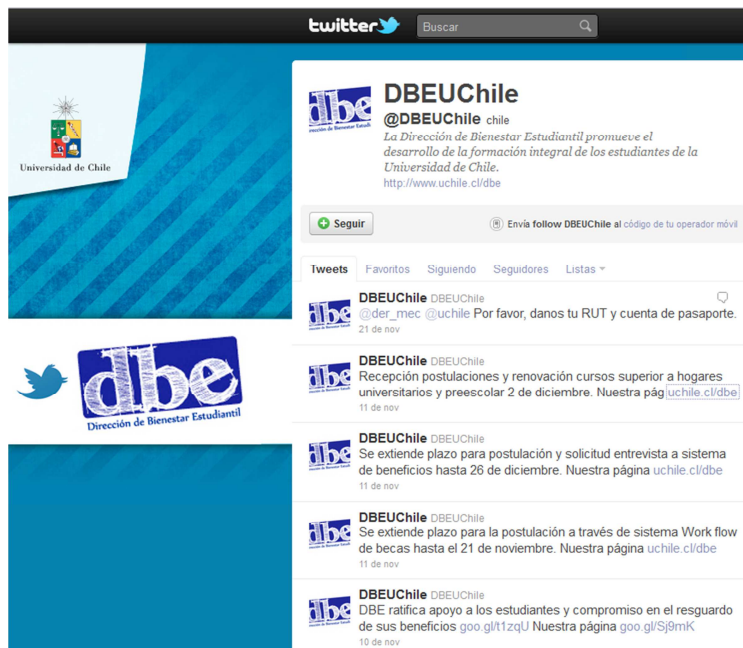 twitter
Buscar
Universidad de Chile
dbe
Dirección de Bienestar Estudiantil
dbe
DBEUChile
@DBEUChile chile
La Dirección de Bienestar Estudiantil promueve el
desarrollo de la formación integral de los estudiantes de la
Universidad de Chile.
http://www.uchile.cl/dbe
Seguir
Envía follow DBEUChile al código de tu operador móvil
Tweets Favoritos Siguiendo Seguidores Listas
dbe
DBEUChile DBEUChile
@der_mec @uchile Por favor, danos tu RUT y cuenta de pasaporte.
21 de nov
dbe
DBEUChile DBEUChile
Recepción postulaciones y renovación cursos superior a hogares
universitarios y preescolar 2 de diciembre. Nuestra pág uchile.cl/dbe
11 de nov
dbe
DBEUChile DBEUChile
Se extiende plazo para postulación y solicitud entrevista a sistema
de beneficios hasta 26 de diciembre. Nuestra página uchile.cl/dbe
11 de nov
dbe
DBEUChile DBEUChile
Se extiende plazo para la postulación a través de sistema Work flow
de becas hasta el 21 de noviembre. Nuestra página uchile.cl/dbe
11 de nov
dbe
DBEUChile DBEUChile
DBE ratifica apoyo a los estudiantes y compromiso en el resguardo
de sus beneficios goo.gl/t1zqU Nuestra página goo.gl/Sj9mK
10 de nov